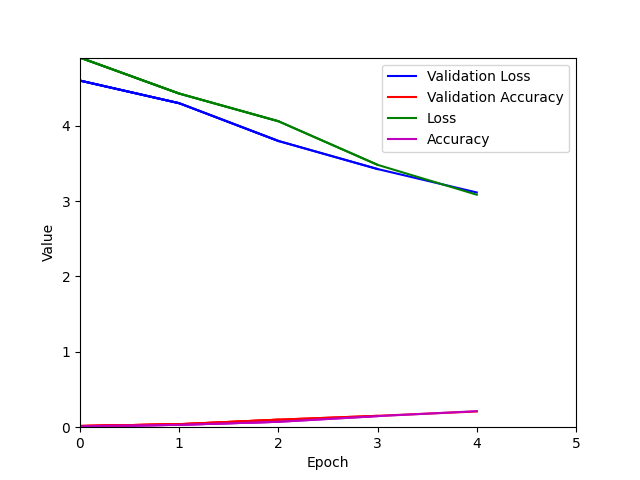 Validation Loss
Validation Accuracy
Loss
Accuracy
4
3
2
1
0
Value
0 1 2 3 4 5
Epoch